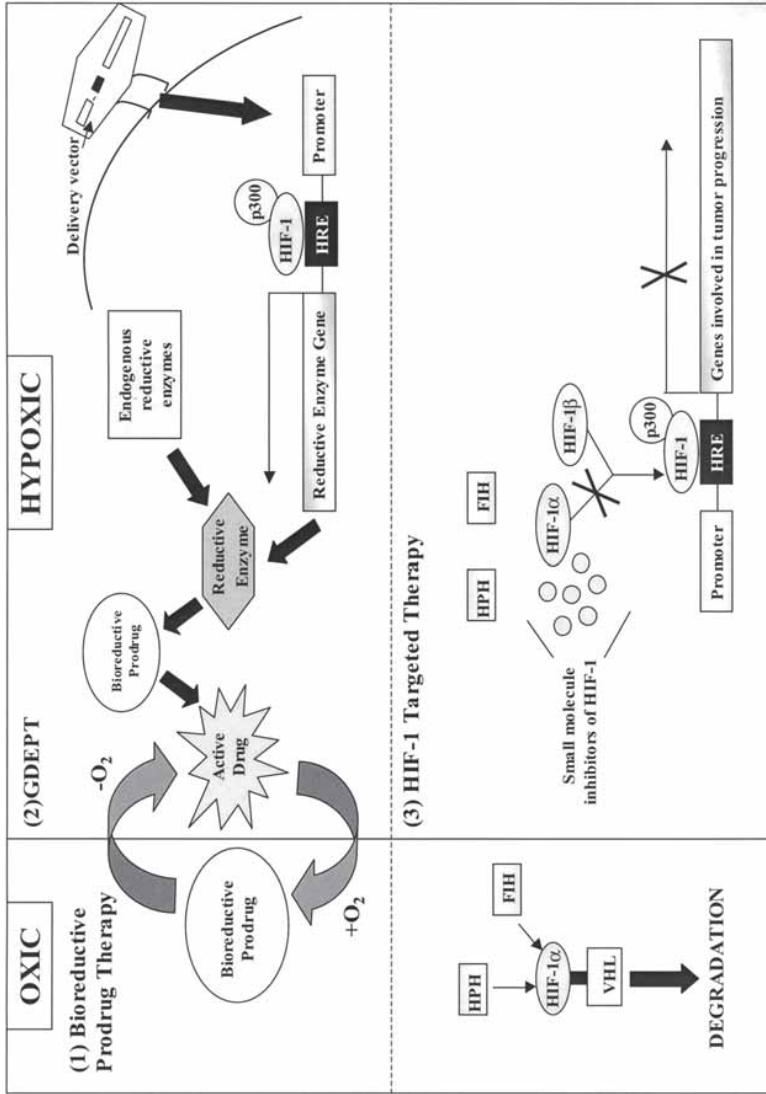 OXIC
HYPOXIC
(1) Bioreductive
Prodrug Therapy
Bioreductive
Prodrug
-O2
+O2
(2)GDEPT
Active
Drug
Bioreductive
Prodrug
Reductive
Enzyme
Endogenous
reductive
enzymes
Delivery vector
Reductive Enzyme Gene
p300
HIF-1
HRE
Promoter
HPH
FIH
HIF-1α
VHL
DEGRADATION
(3) HIF-1 Targeted Therapy
Small molecule
inhibitors of HIF-1
HPH
FIH
HIF-1α
HIF-1β
p300
HIF-1
Promoter
HRE
Genes involved in tumor progression